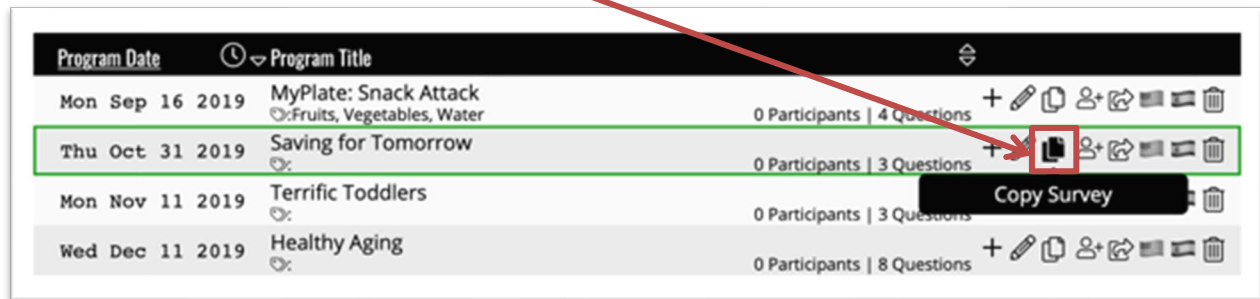 Program Date Program Title
Mon Sep 16 2019 MyPlate: Snack Attack
:Fruits, Vegetables, Water 0 Participants | 4 Questions
Thu Oct 31 2019 Saving for Tomorrow
: 0 Participants | 3 Questions
Copy Survey
Mon Nov 11 2019 Terrific Toddlers
: 0 Participants | 3 Questions
Wed Dec 11 2019 Healthy Aging
: 0 Participants | 8 Questions